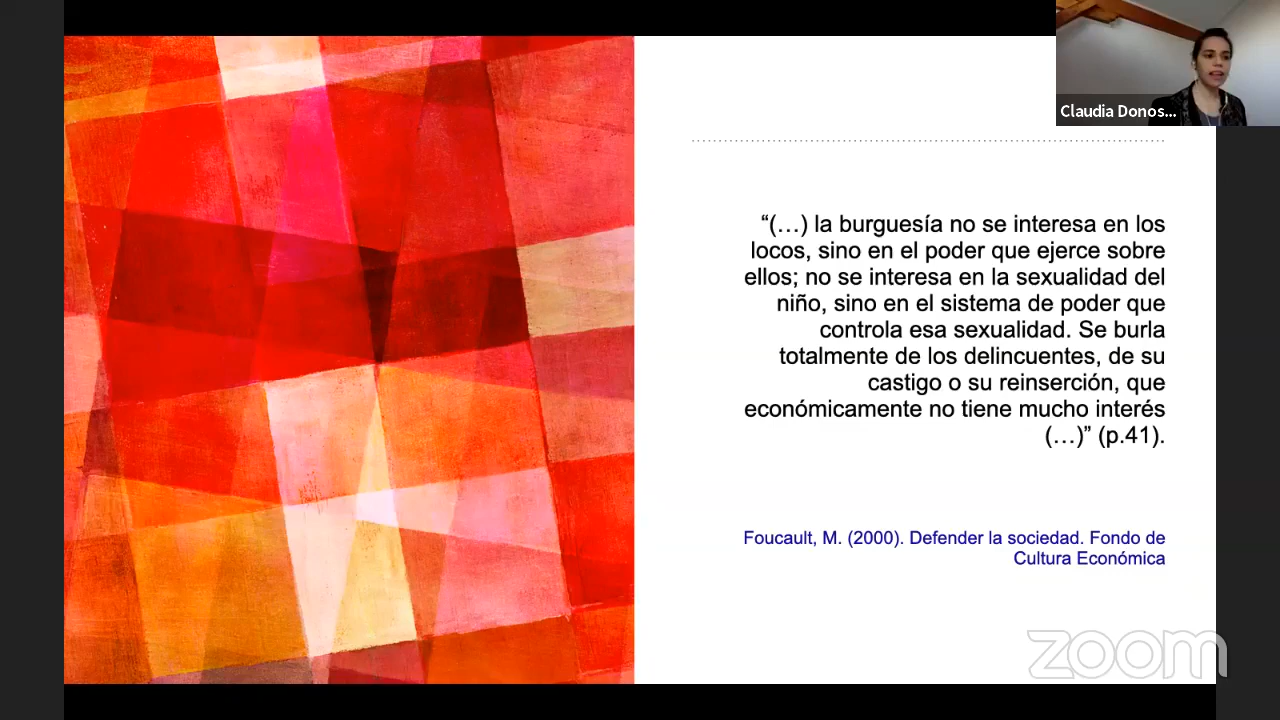 Claudia Donos...
“(…) la burguesía no se interesa en los
locos, sino en el poder que ejerce sobre
ellos; no se interesa en la sexualidad del
niño, sino en el sistema de poder que
controla esa sexualidad. Se burla
totalmente de los delincuentes, de su
castigo o su reinserción, que
económicamente no tiene mucho interés
(…)” (p.41).
Foucault, M. (2000). Defender la sociedad. Fondo de
Cultura Económica
zoom